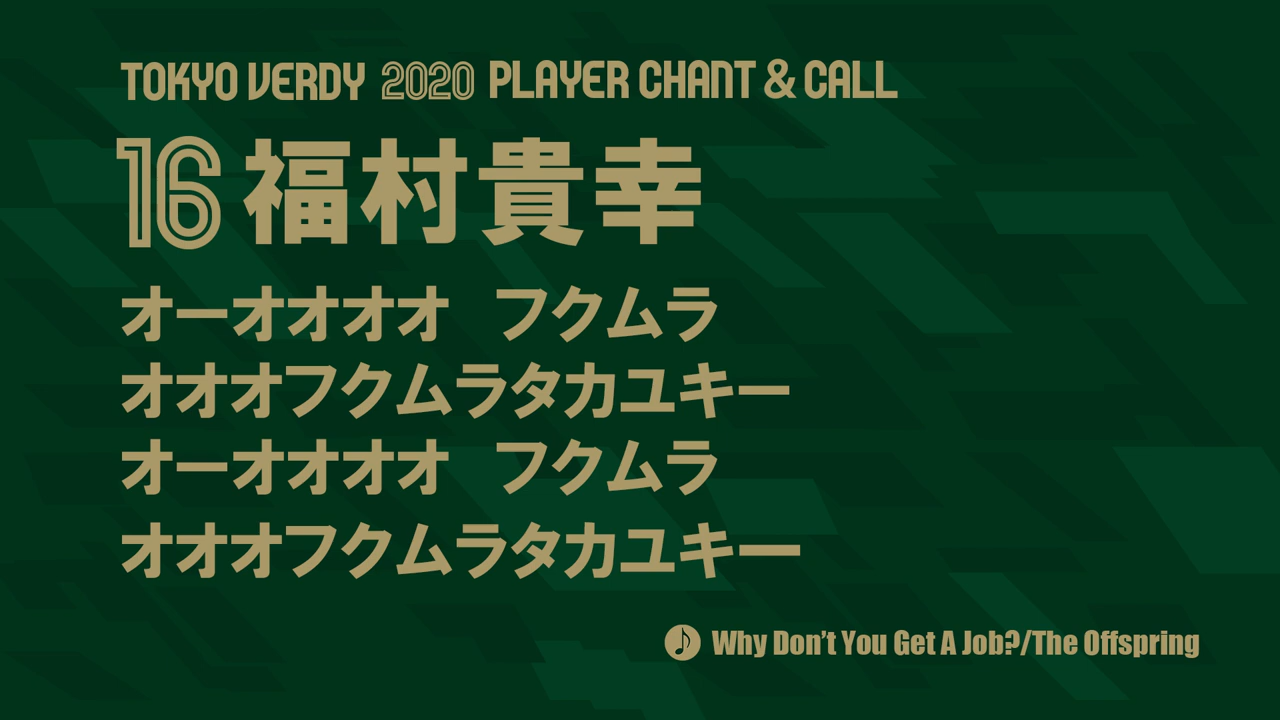 TOKYO VERDY 2020 PLAYER CHANT & CALL
16 福村貴幸
オーオオオオ　フクムラ
オオオフクムラタカユキー
オーオオオオ　フクムラ
オオオフクムラタカユキー
Why Don't You Get A Job?/The Offspring